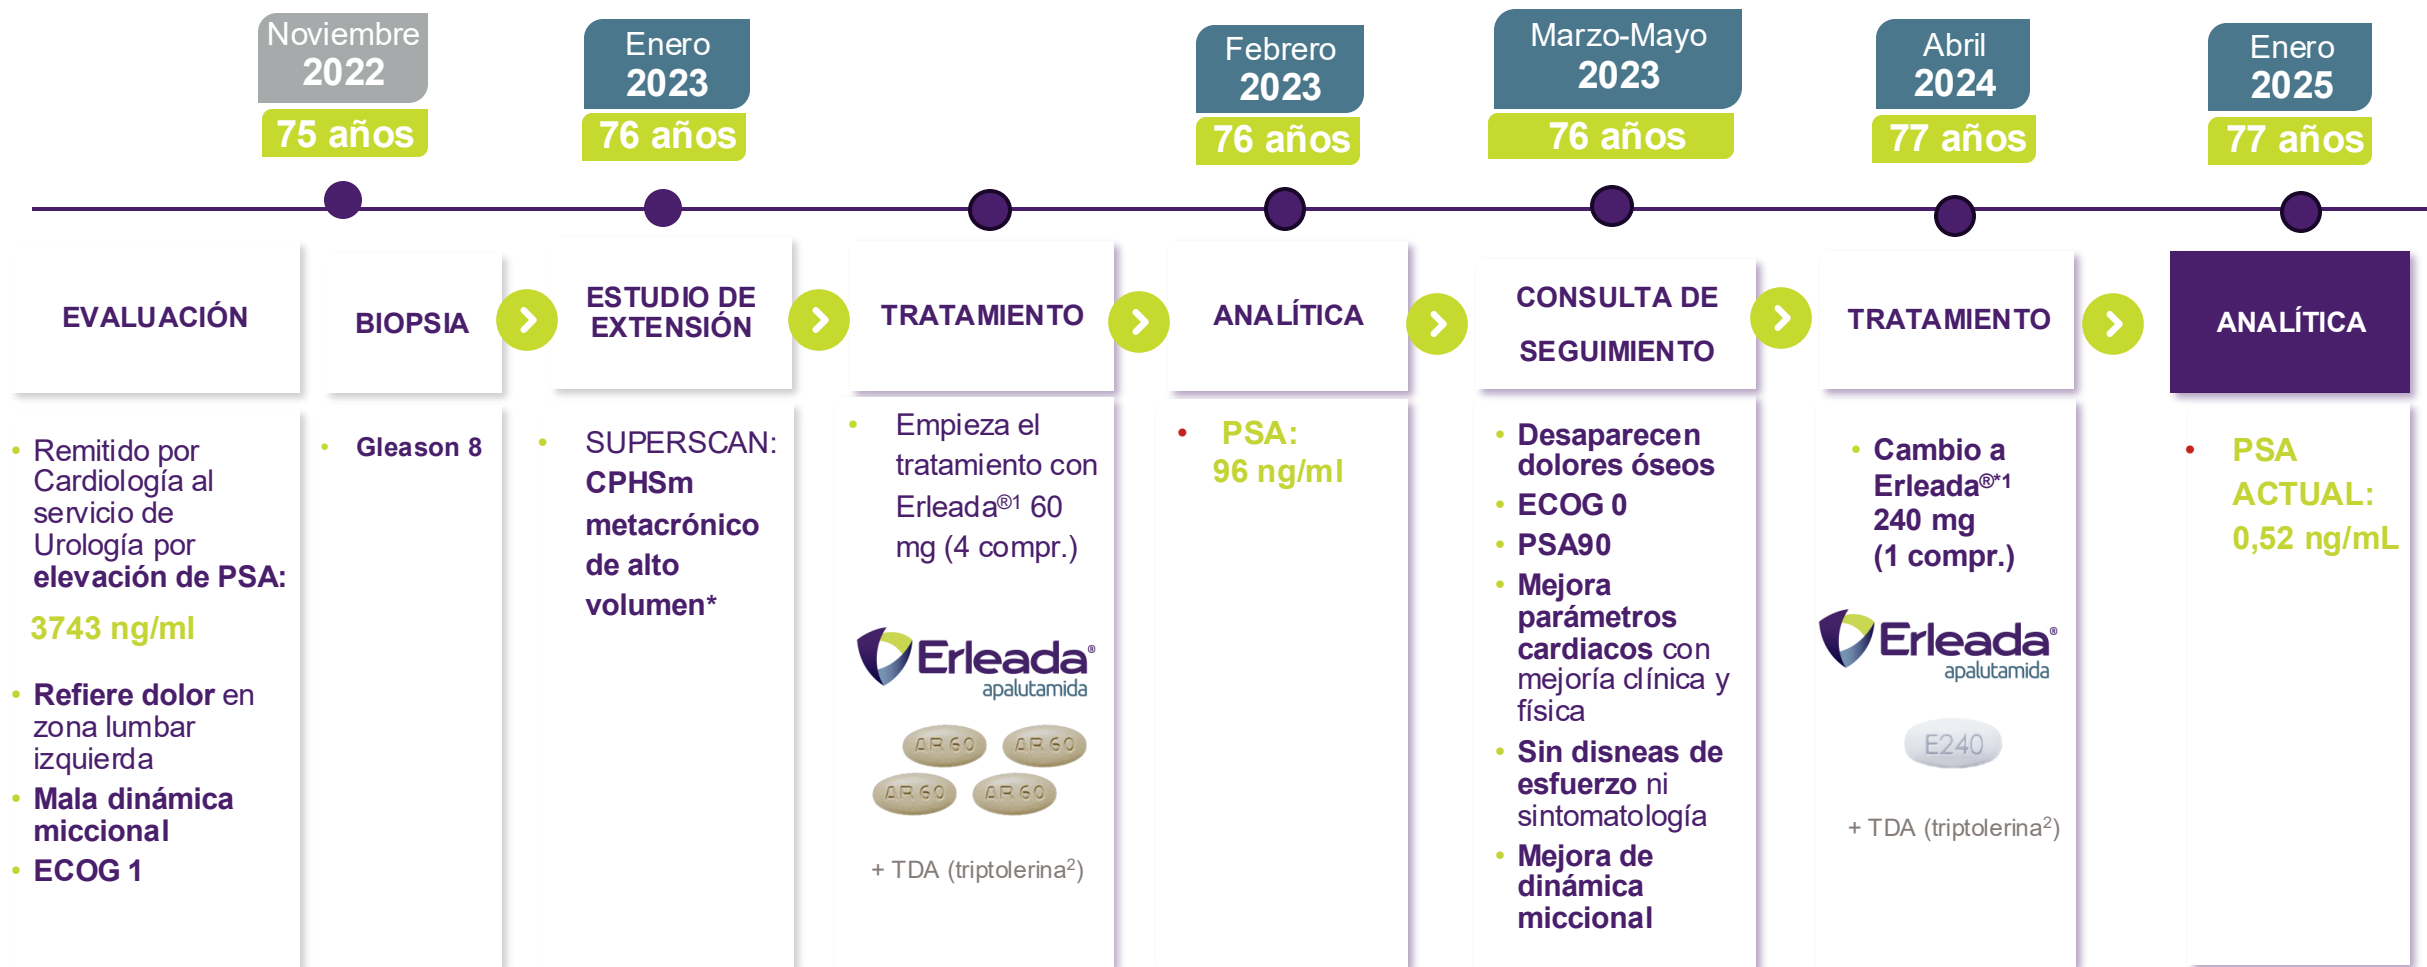 Noviembre
2022
75 años
Enero
2023
76 años
Febrero
2023
76 años
Marzo-Mayo
2023
76 años
Abril
2024
77 años
Enero
2025
77 años
EVALUACIÓN
• Remitido por
Cardiología al
servicio de
Urología por
elevación de PSA:
3743 ng/ml
• Refiere dolor en
zona lumbar
izquierda
• Mala dinámica
miccional
• ECOG 1
BIOPSIA
• Gleason 8
ESTUDIO DE
EXTENSIÓN
• SUPERSCAN:
CPHSm
metacrónico
de alto
volumen*
TRATAMIENTO
• Empieza el
tratamiento con
Erleada®1 60
mg (4 compr.)
Erleada®
apalutamida
AR 60
AR 60
AR 60
AR 60
+ TDA (triptolerina2)
ANALÍTICA
• PSA:
96 ng/ml
CONSULTA DE
SEGUIMIENTO
• Desaparecen
dolores óseos
• ECOG 0
• PSA90
• Mejora
parámetros
cardiacos con
mejoría clínica y
física
• Sin disneas de
esfuerzo ni
sintomatología
• Mejora de
dinámica
miccional
TRATAMIENTO
• Cambio a
Erleada®*1
240 mg
(1 compr.)
Erleada®
apalutamida
E240
+ TDA (triptolerina2)
ANALÍTICA
• PSA
ACTUAL:
0,52 ng/mL